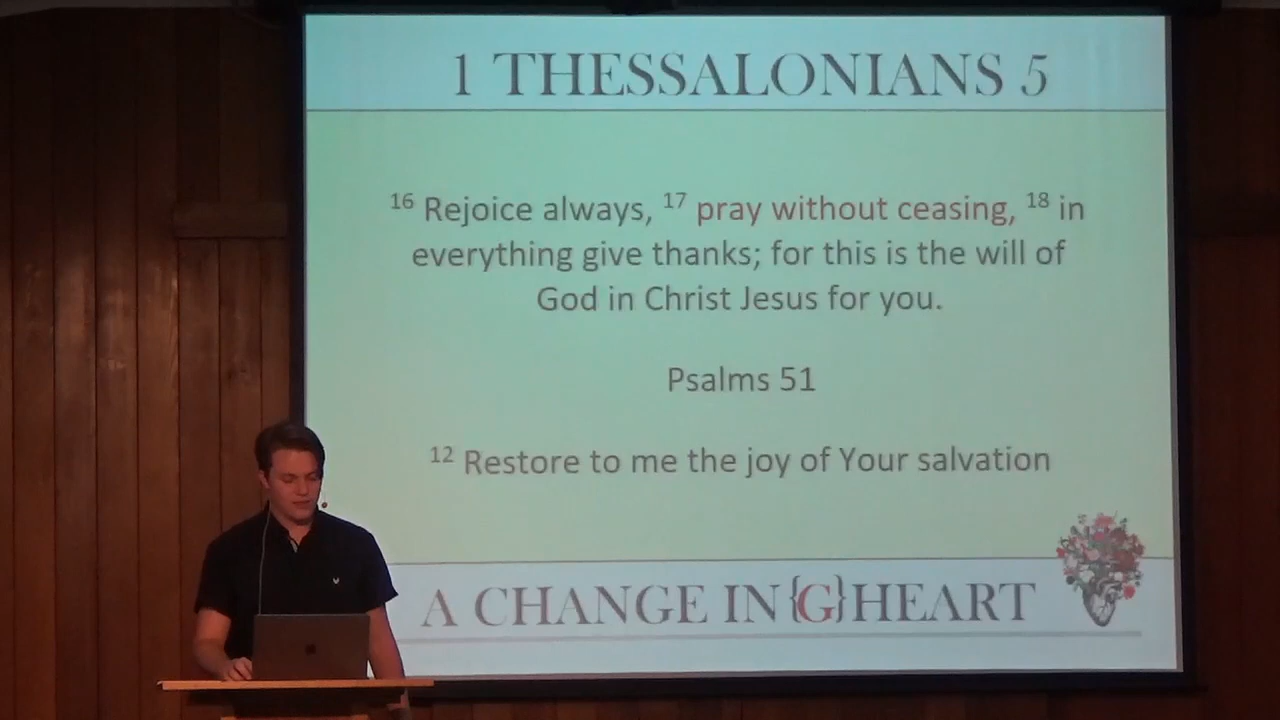 1 THESSALONIANS 5
16 Rejoice always, 17 pray without ceasing, 18 in
everything give thanks; for this is the will of
God in Christ Jesus for you.
Psalms 51
12 Restore to me the joy of Your salvation
A CHANGE IN{G}HEART